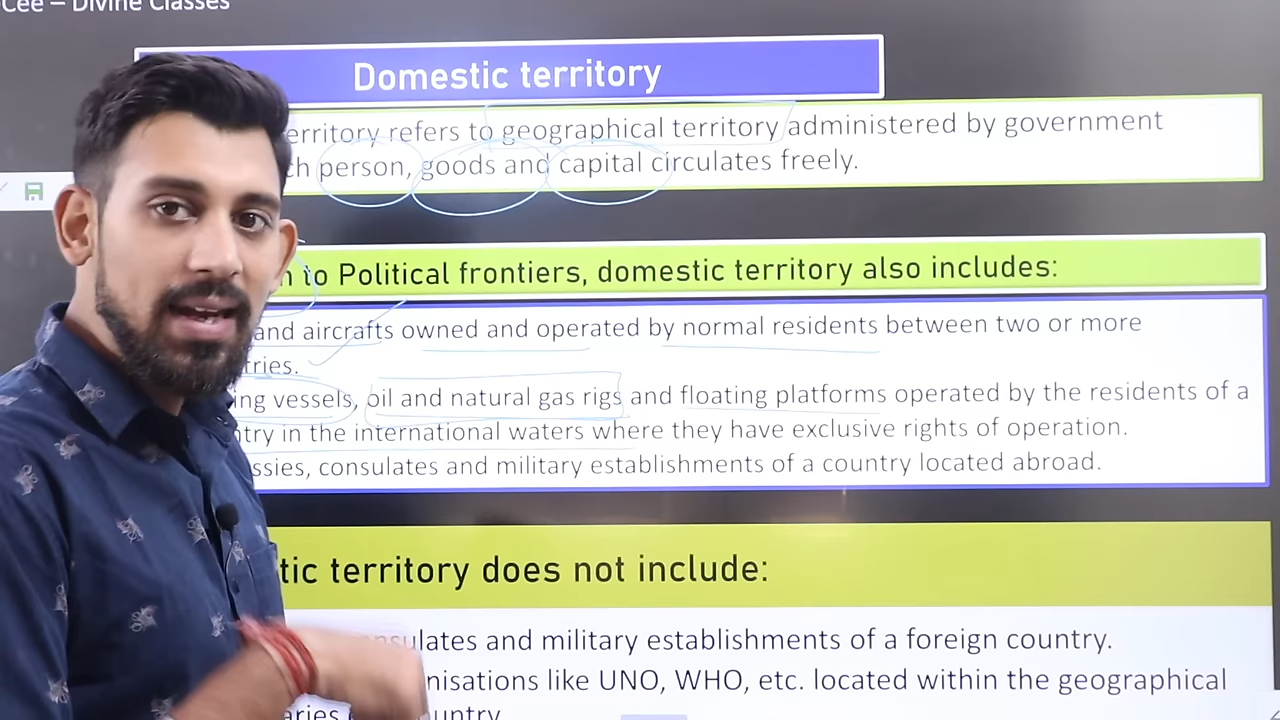 Cee – Divine Classes
Domestic territory
erritory refers to geographical territory administered by government
ch person, goods and capital circulates freely.
n to Political frontiers, domestic territory also includes:
and aircrafts owned and operated by normal residents between two or more
tries.
ing vessels, oil and natural gas rigs and floating platforms operated by the residents of a
ntry in the international waters where they have exclusive rights of operation.
ssies, consulates and military establishments of a country located abroad.
tic territory does not include:
nsulates and military establishments of a foreign country.
nisations like UNO, WHO, etc. located within the geographical
aries untry